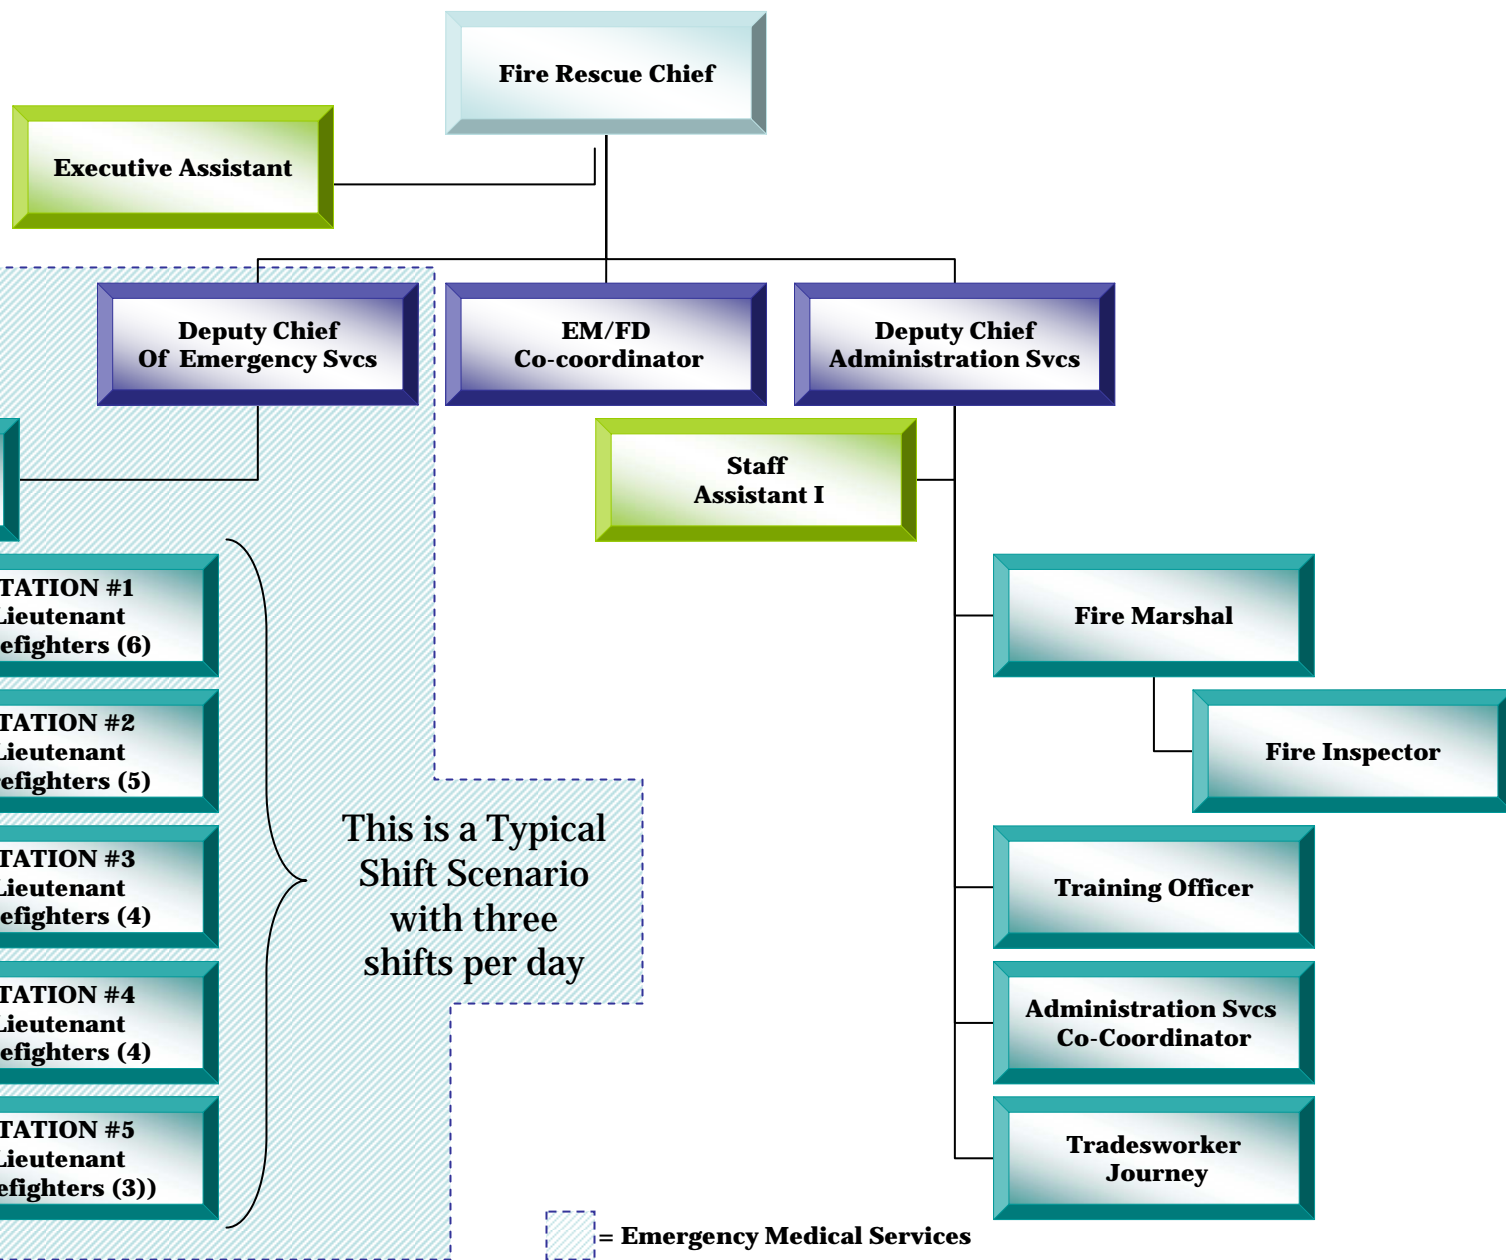 Fire Rescue Chief
Executive Assistant
Deputy Chief
Of Emergency Svcs
EM/FD
Co-coordinator
Deputy Chief
Administration Svcs
Staff
Assistant I
TATION #1
Lieutenant
efighters (6)
TATION #2
Lieutenant
efighters (5)
TATION #3
Lieutenant
efighters (4)
TATION #4
Lieutenant
efighters (4)
TATION #5
Lieutenant
efighters (3))
This is a Typical
Shift Scenario
with three
shifts per day
Fire Marshal
Fire Inspector
Training Officer
Administration Svcs
Co-Coordinator
Tradesworker
Journey
= Emergency Medical Services